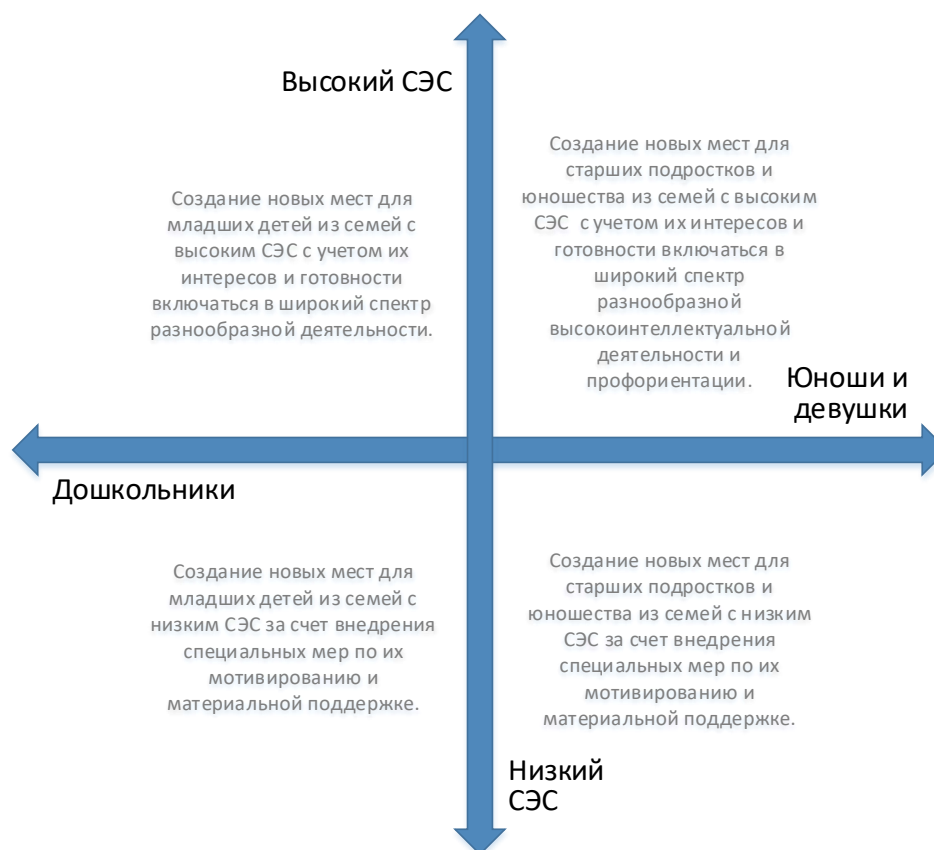 Высокий СЭС
Создание новых мест для
младших детей из семей с
высоким СЭС с учетом их
интересов и готовности
включаться в широкий спектр
разнообразной деятельности.
Создание новых мест для
старших подростков и
юношества из семей с высоким
СЭС с учетом их интересов и
готовности включаться в
широкий спектр
разнообразной
высокоинтеллектуальной
деятельности и
профориентации.
Юноши и
девушки
Дошкольники
Создание новых мест для
младших детей из семей с
низким СЭС за счет внедрения
специальных мер по их
мотивированию и
материальной поддержке.
Создание новых мест для
старших подростков и
юношества из семей с низким
СЭС за счет внедрения
специальных мер по их
мотивированию и
материальной поддержке.
Низкий
СЭС